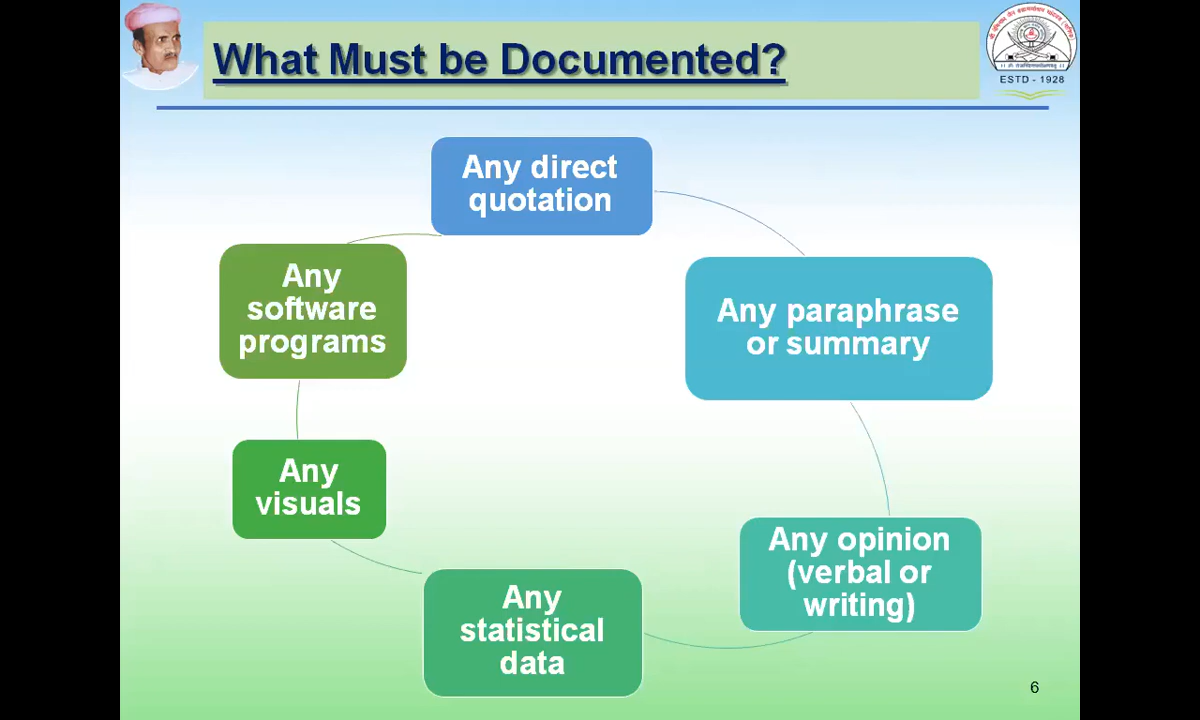 What Must be Documented?
ESTD - 1928
Any direct
quotation
Any paraphrase
or summary
Any opinion
(verbal or
writing)
Any
statistical
data
Any
visuals
Any
software
programs
6